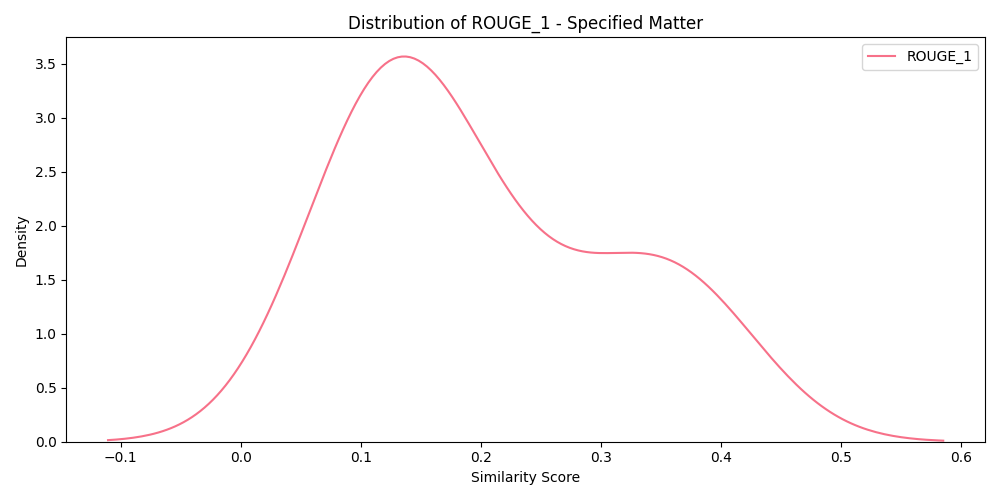 Distribution of ROUGE_1 - Specified Matter
ROUGE_1
3.5
3.0
2.5
2.0
1.5
1.0
0.5
0.0
Density
−0.1 0.0 0.1 0.2 0.3 0.4 0.5 0.6
Similarity Score